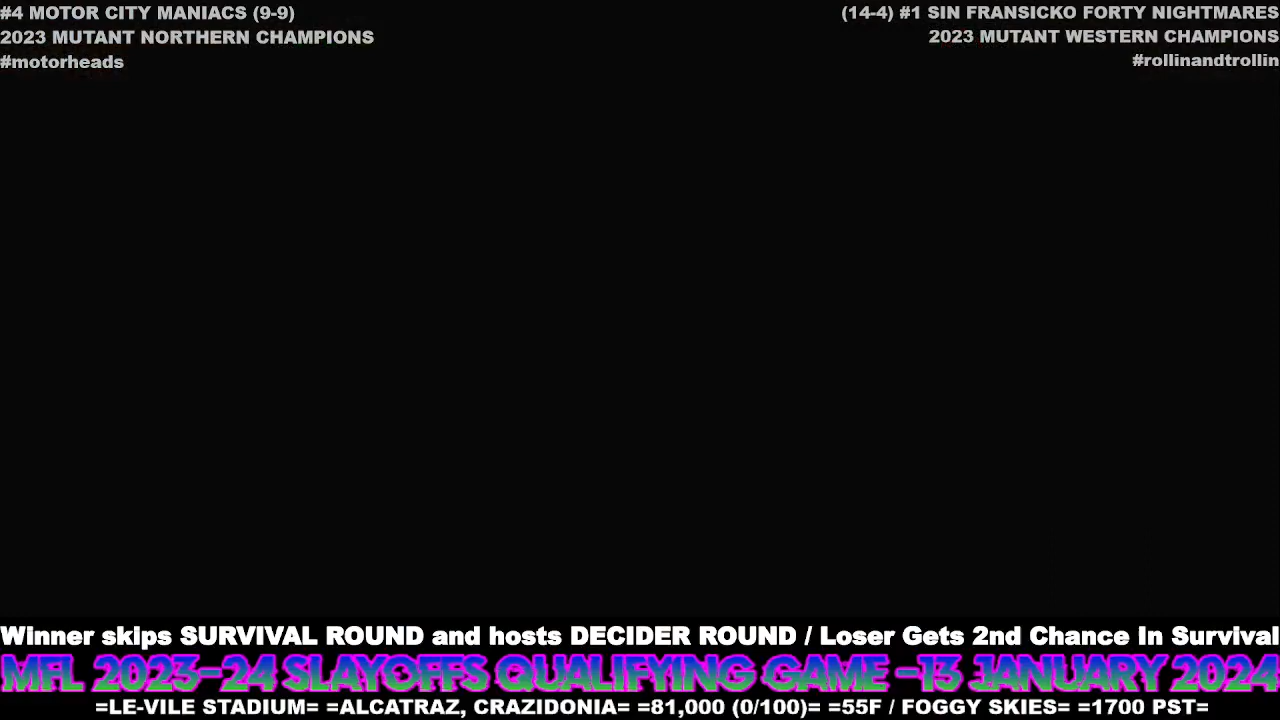 #4 MOTOR CITY MANIACS (9-9)
2023 MUTANT NORTHERN CHAMPIONS
#motorheads
(14-4) #1 SIN FRANSICKO FORTY NIGHTMARES
2023 MUTANT WESTERN CHAMPIONS
#rollinandtrollin
Winner skips SURVIVAL ROUND and hosts DECIDER ROUND / Loser Gets 2nd Chance In Survival
MFL 2023-24 SLAYOFFS QUALIFYING GAME -13 JANUARY 2024
=LE-VILE STADIUM= =ALCATRAZ, CRAZIDONIA= =81,000 (0/100)= =55F / FOGGY SKIES= =1700 PST=